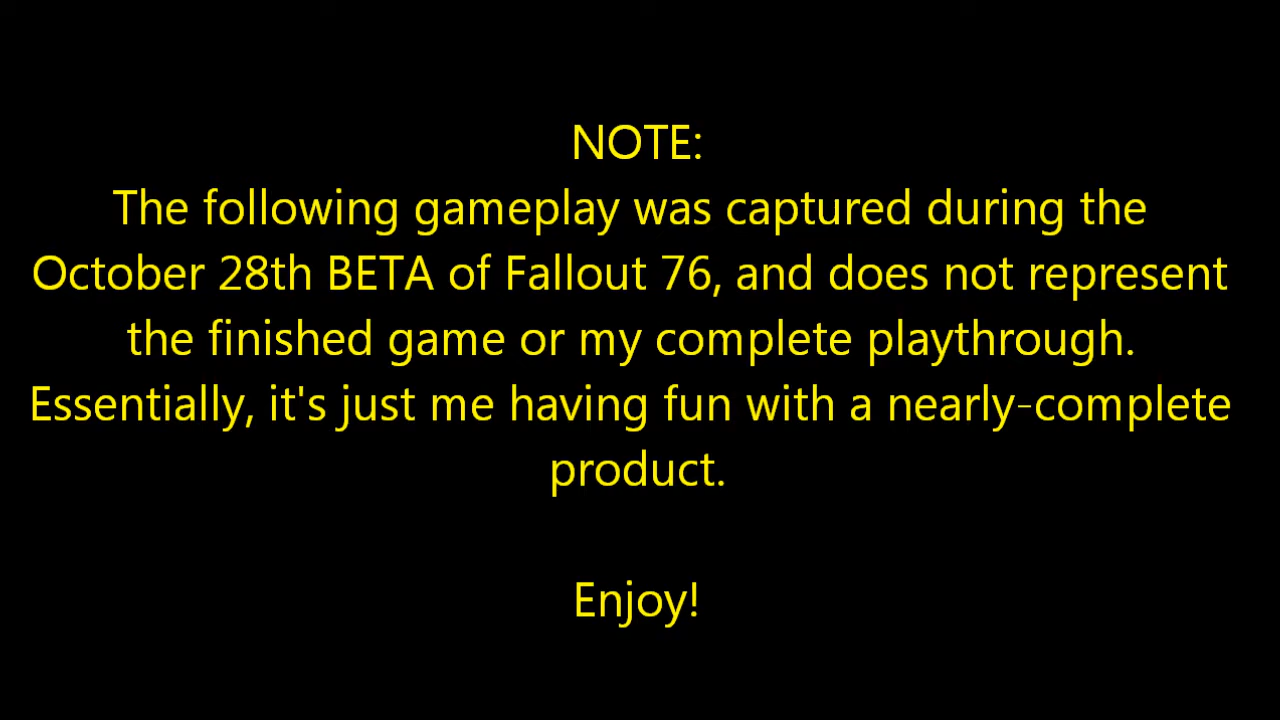 NOTE:
The following gameplay was captured during the
October 28th BETA of Fallout 76, and does not represent
the finished game or my complete playthrough.
Essentially, it's just me having fun with a nearly-complete
product.
Enjoy!